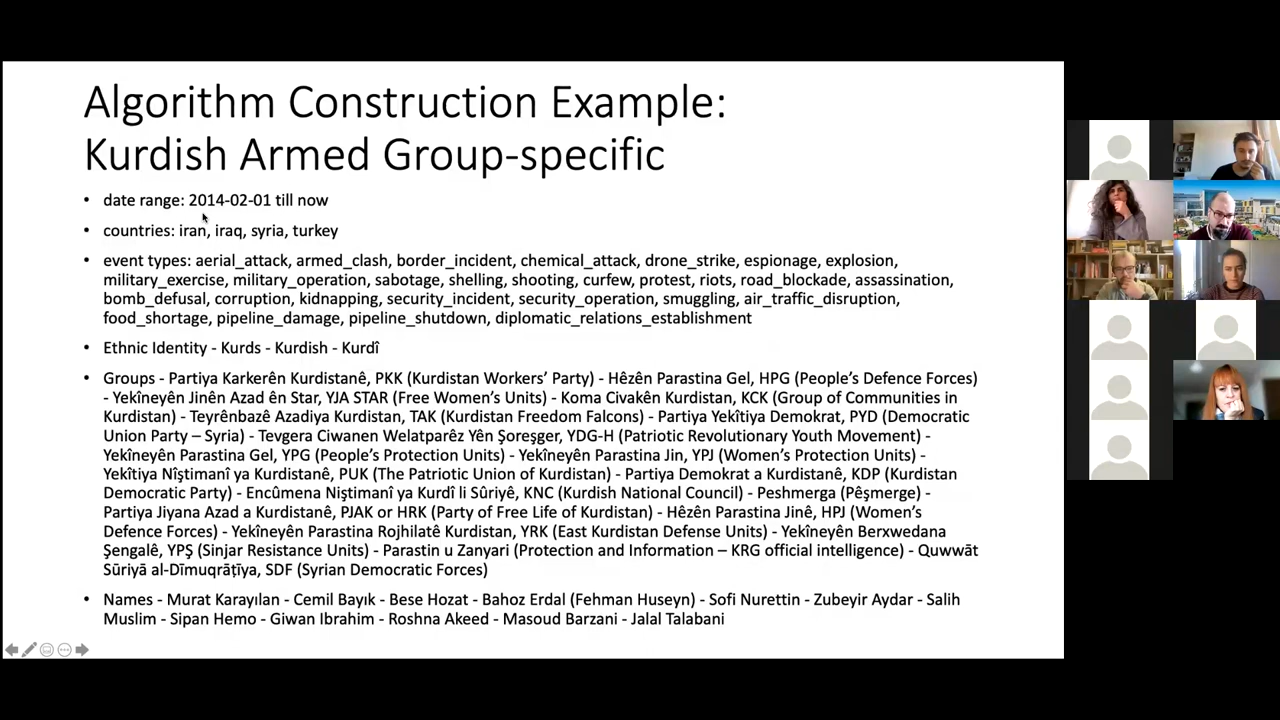 Algorithm Construction Example:
Kurdish Armed Group-specific
• date range: 2014-02-01 till now
• countries: iran, iraq, syria, turkey
• event types: aerial_attack, armed_clash, border_incident, chemical_attack, drone_strike, espionage, explosion,
military_exercise, military_operation, sabotage, shelling, shooting, curfew, protest, riots, road_blockade, assassination,
bomb_defusal, corruption, kidnapping, security_incident, security_operation, smuggling, air_traffic_disruption,
food_shortage, pipeline_damage, pipeline_shutdown, diplomatic_relations_establishment
• Ethnic Identity - Kurds - Kurdish - Kurdî
• Groups - Partiya Karkerên Kurdistanê, PKK (Kurdistan Workers’ Party) - Hêzên Parastina Gel, HPG (People’s Defence Forces)
- Yekîneyên Jinên Azad ên Star, YJA STAR (Free Women’s Units) - Koma Civakên Kurdistan, KCK (Group of Communities in
Kurdistan) - Teyrênbazê Azadiya Kurdistan, TAK (Kurdistan Freedom Falcons) - Partiya Yekîtiya Demokrat, PYD (Democratic
Union Party – Syria) - Tevgera Ciwanen Welatparêz Yên Şoreşger, YDG-H (Patriotic Revolutionary Youth Movement) -
Yekîneyên Parastina Gel, YPG (People’s Protection Units) - Yekîneyên Parastina Jin, YPJ (Women’s Protection Units) -
Yekîtiya Nîştimanî ya Kurdistanê, PUK (The Patriotic Union of Kurdistan) - Partiya Demokrat a Kurdistanê, KDP (Kurdistan
Democratic Party) - Encûmena Niştimanî ya Kurdî li Sûriyê, KNC (Kurdish National Council) - Peshmerga (Pêşmerge) -
Partiya Jiyana Azad a Kurdistanê, PJAK or HRK (Party of Free Life of Kurdistan) - Hêzên Parastina Jinê, HPJ (Women’s
Defence Forces) - Yekîneyên Parastina Rojhilatê Kurdistan, YRK (East Kurdistan Defense Units) - Yekîneyên Berxwedana
Şengalê, YPŞ (Sinjar Resistance Units) - Parastin u Zanyari (Protection and Information – KRG official intelligence) - Quwwāt
Sūriyā al-Dīmuqrāṭīya, SDF (Syrian Democratic Forces)
• Names - Murat Karayılan - Cemil Bayık - Bese Hozat - Bahoz Erdal (Fehman Huseyn) - Sofi Nurettin - Zubeyir Aydar - Salih
Muslim - Sipan Hemo - Giwan Ibrahim - Roshna Akeed - Masoud Barzani - Jalal Talabani